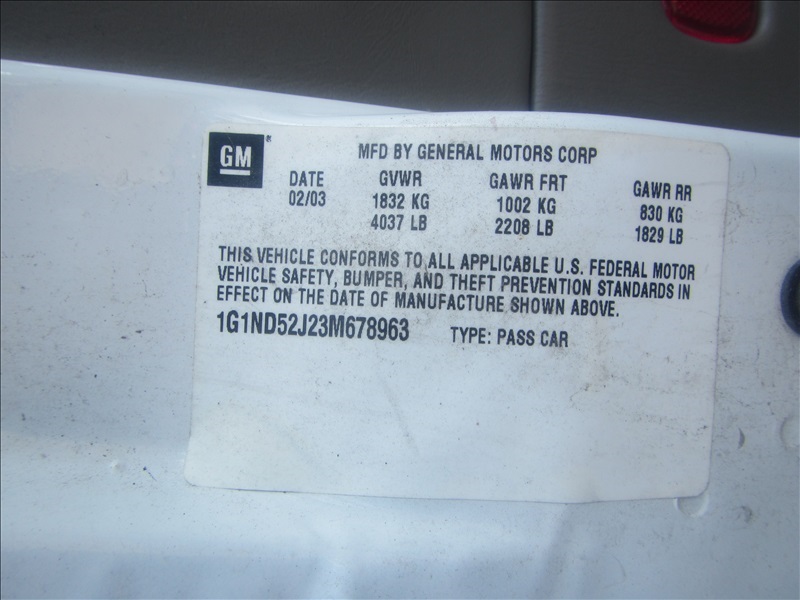 GM
MFD BY GENERAL MOTORS CORP
DATE GVWR GAWR FRT GAWR RR
02/03 1832 KG 1002 KG 830 KG
4037 LB 2208 LB 1829 LB
THIS VEHICLE CONFORMS TO ALL APPLICABLE U.S. FEDERAL MOTOR
VEHICLE SAFETY, BUMPER, AND THEFT PREVENTION STANDARDS IN
EFFECT ON THE DATE OF MANUFACTURE SHOWN ABOVE.
1G1ND52J23M678963 TYPE: PASS CAR